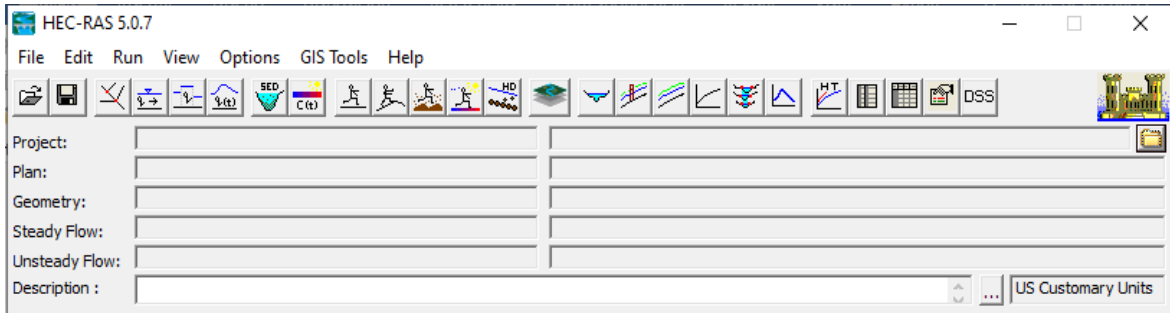 HEC-RAS 5.0.7
File Edit Run View Options GIS Tools Help
SED C(t) HD HT DSS
Project:
Plan:
Geometry:
Steady Flow:
Unsteady Flow:
Description : ... US Customary Units